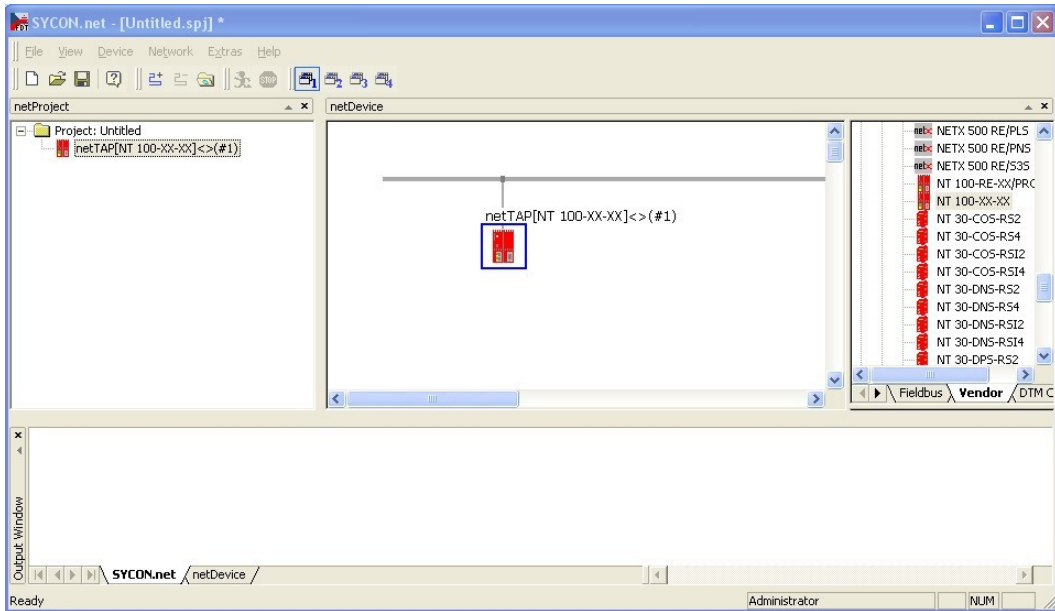 SYCON.net - [Untitled.spj] *
File View Device Network Extras Help
netProject
netDevice
Project: Untitled
netTAP[NT 100-XX-XX]<>(#1)
netTAP[NT 100-XX-XX]<>(#1)
NETX 500 RE/PLS
NETX 500 RE/PNS
NETX 500 RE/S3S
NT 100-RE-XX/PRO
NT 100-XX-XX
NT 30-COS-RS2
NT 30-COS-RS4
NT 30-COS-RSI2
NT 30-COS-RSI4
NT 30-DNS-RS2
NT 30-DNS-RS4
NT 30-DNS-RSI2
NT 30-DNS-RSI4
NT 30-DPS-RS2
Fieldbus Vendor DTM C
Output Window
SYCON.net netDevice
Ready Administrator NUM